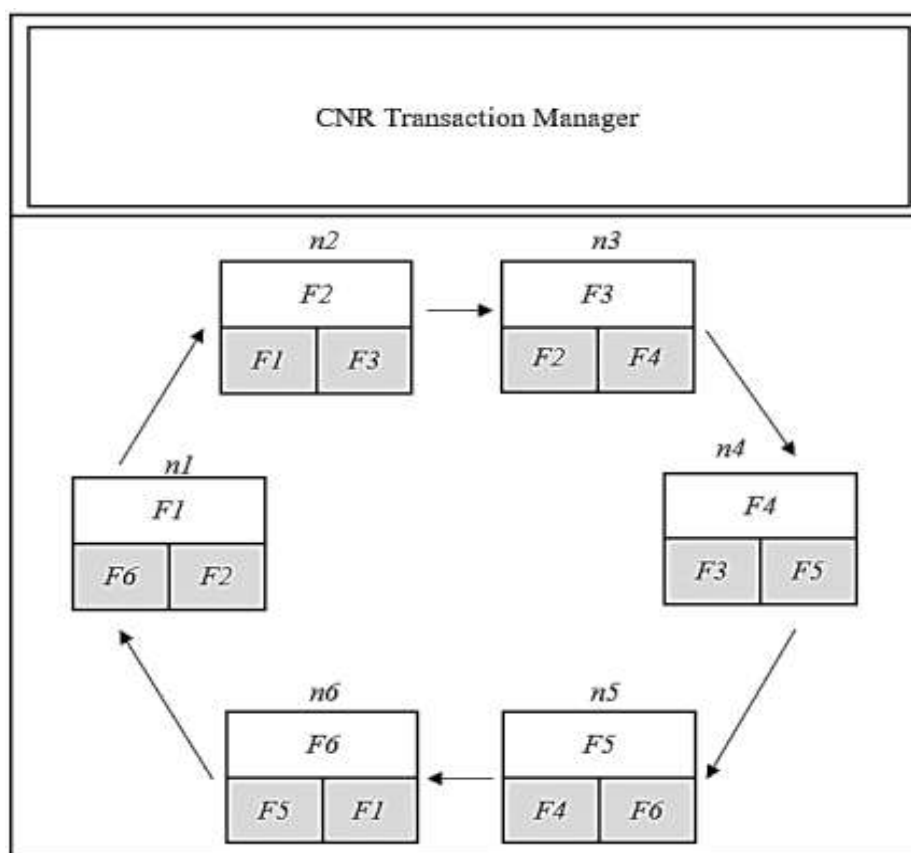 CNR Transaction Manager
n2 n3
F2 F3
F1 F3 F2 F4
n1 n4
F1 F4
F6 F2 F3 F5
n6 n5
F6 F5
F5 F1 F4 F6